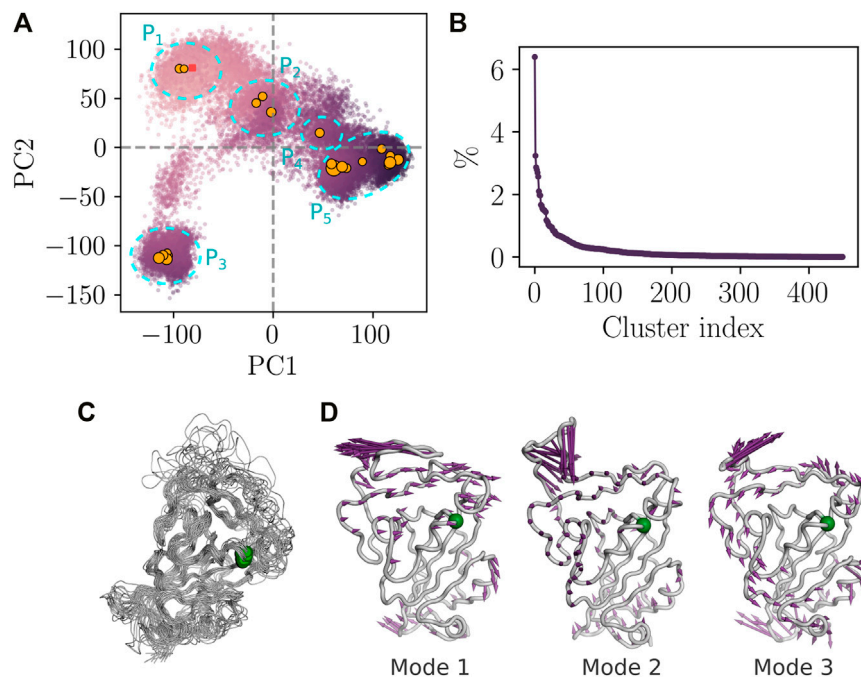 A
PC2
100
50
0
−50
−100
−150
−100
0
100
PC1
P1
P2
P3
P4
P5
B
%
6
4
2
0
0
100
200
300
400
Cluster index
C
D
Mode 1
Mode 2
Mode 3